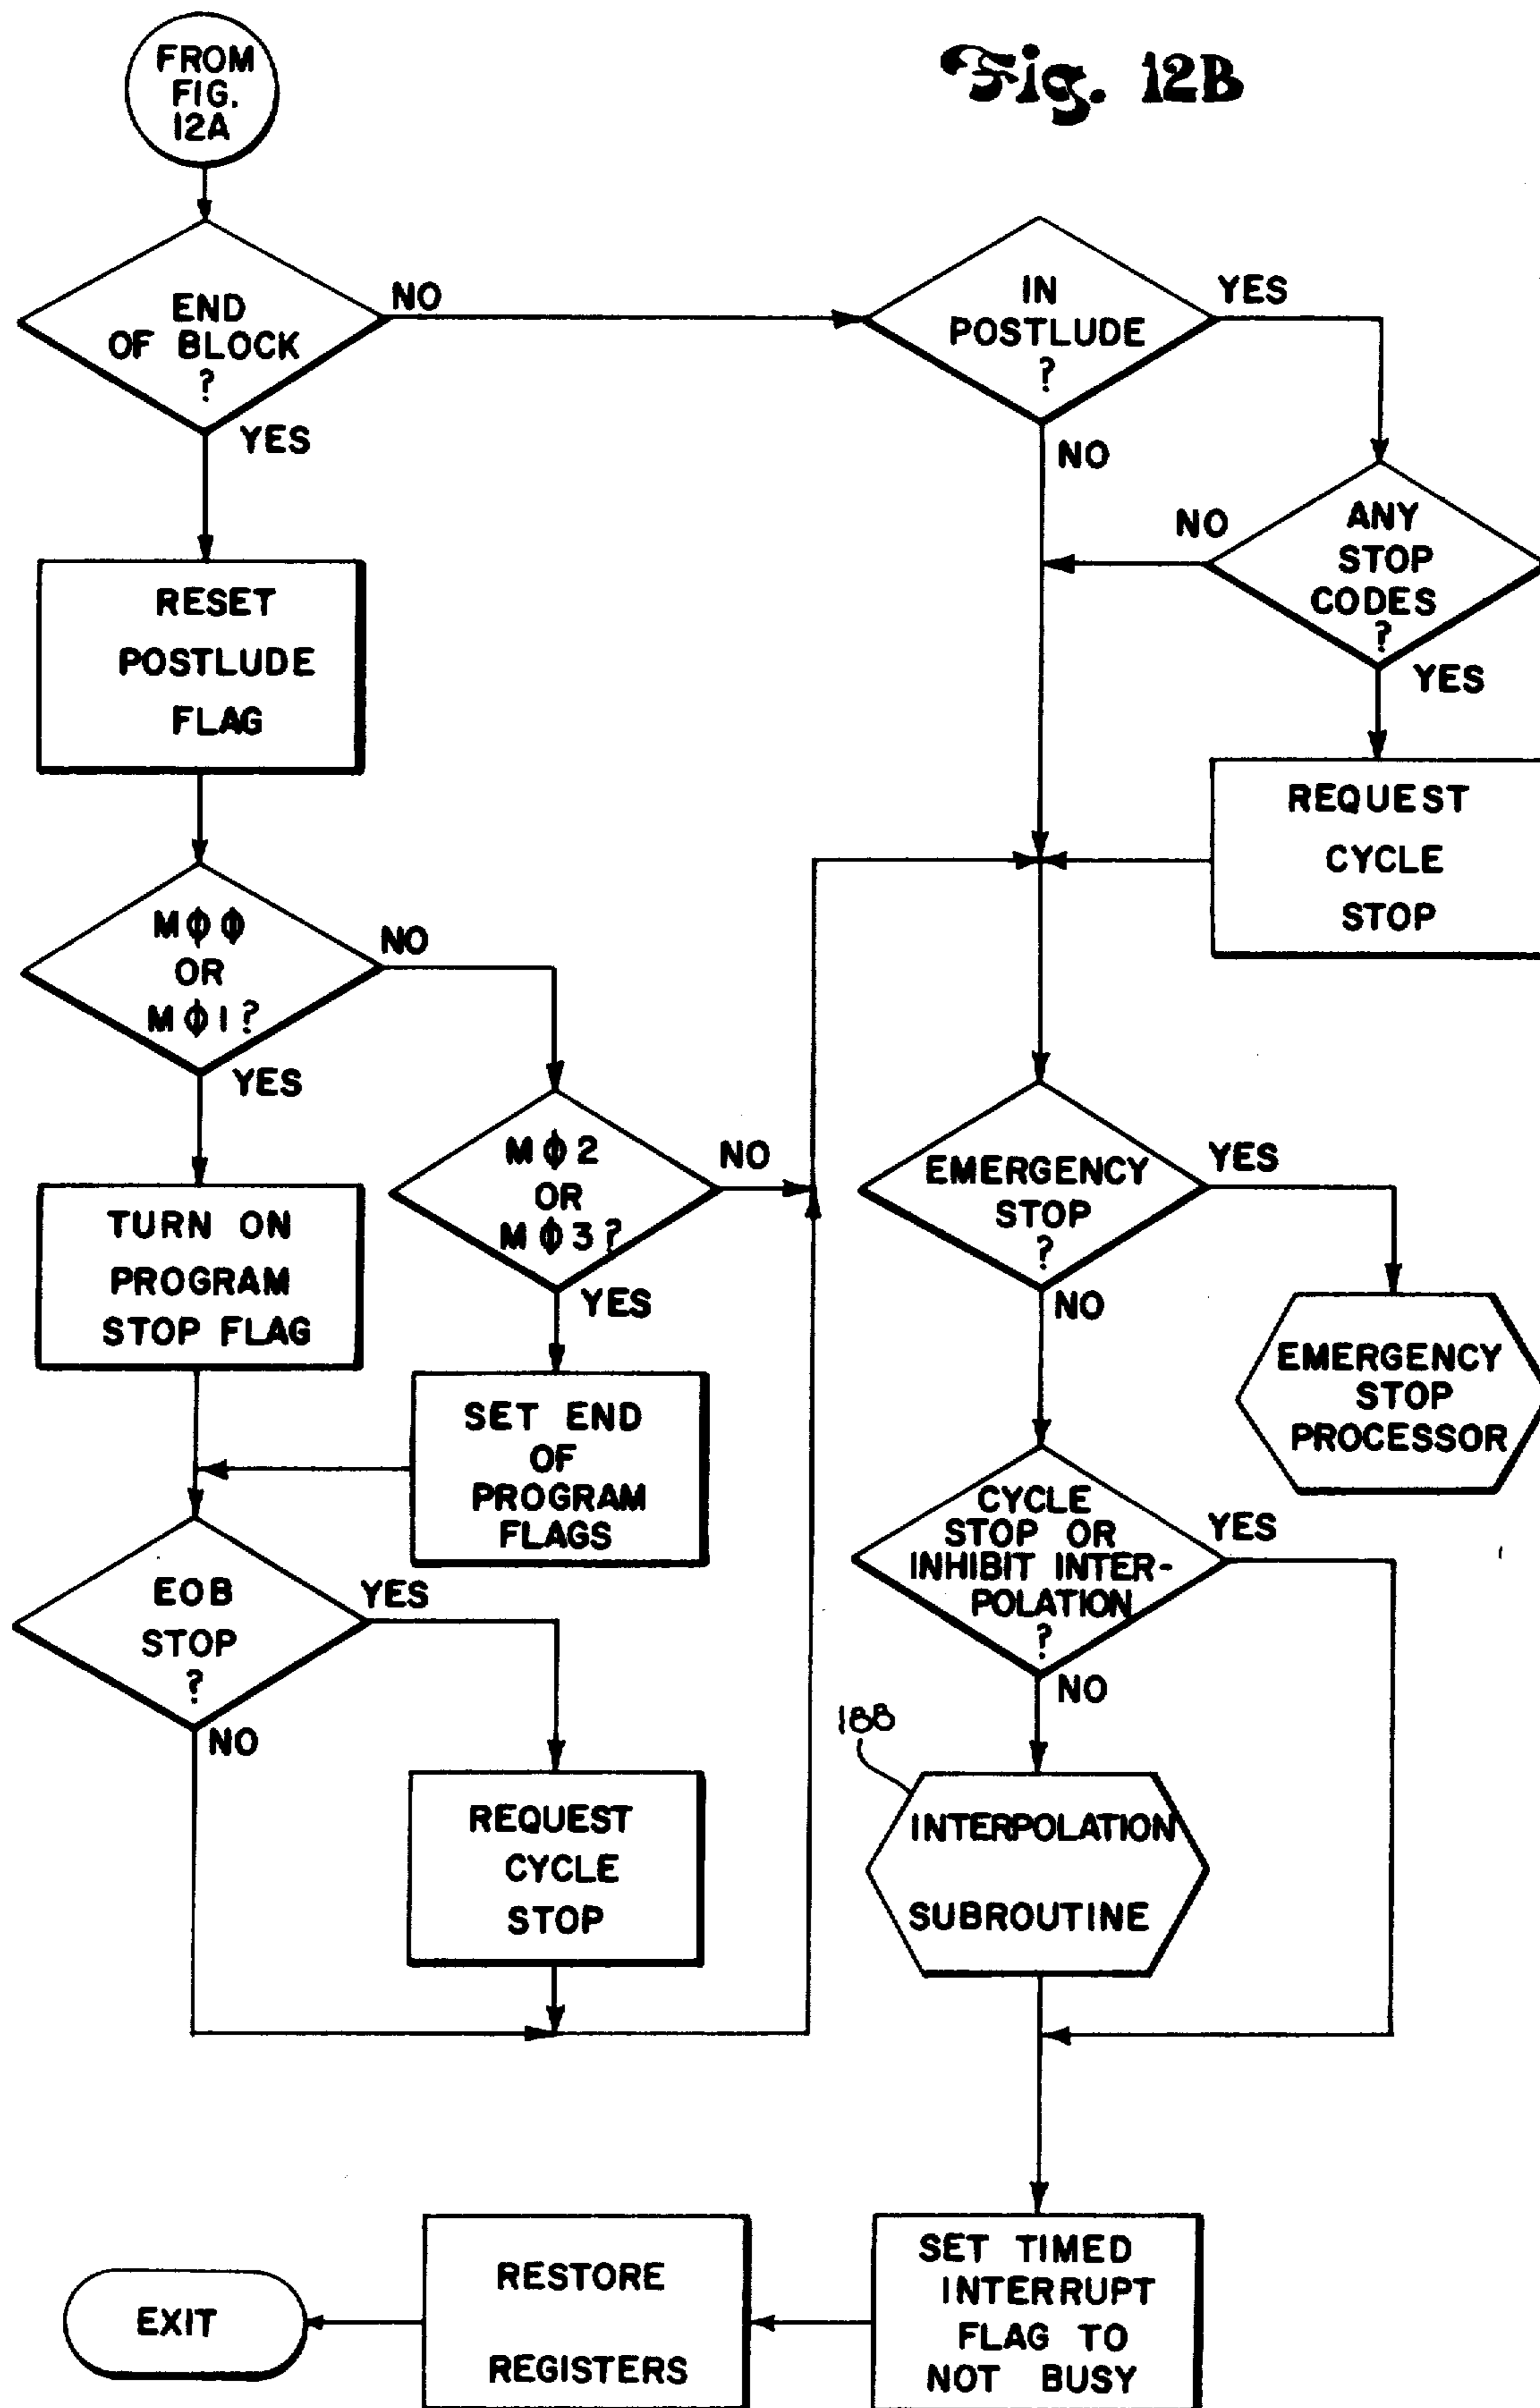 FROM
FIG.
12A
Fig. 12B
END
OF BLOCK
?
NO
YES
IN
POSTLUDE
?
YES
NO
ANY
STOP
CODES
?
NO
YES
REQUEST
CYCLE
STOP
RESET
POSTLUDE
FLAG
MΦΦ
OR
MΦ1?
NO
YES
MΦ2
OR
MΦ3?
NO
YES
TURN ON
PROGRAM
STOP FLAG
SET END
OF
PROGRAM
FLAGS
EOB
STOP
?
YES
NO
REQUEST
CYCLE
STOP
EMERGENCY
STOP
?
YES
NO
EMERGENCY
STOP
PROCESSOR
CYCLE
STOP OR
INHIBIT INTER-
POLATION
?
YES
NO
188
INTERPOLATION
SUBROUTINE
SET TIMED
INTERRUPT
FLAG TO
NOT BUSY
RESTORE
REGISTERS
EXIT